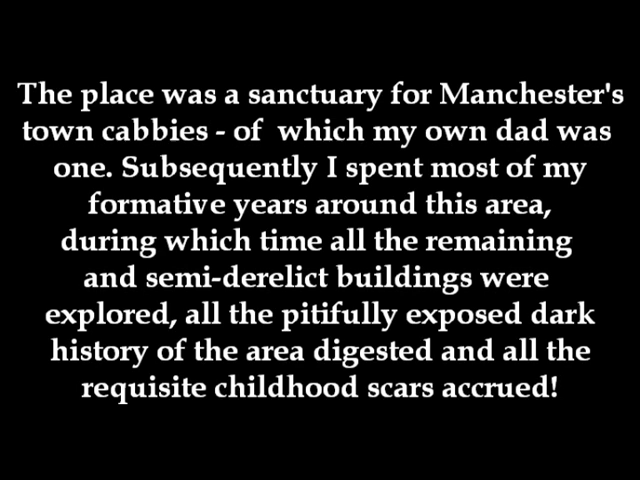 The place was a sanctuary for Manchester's
town cabbies - of  which my own dad was
one. Subsequently I spent most of my
formative years around this area,
during which time all the remaining
and semi-derelict buildings were
explored, all the pitifully exposed dark
history of the area digested and all the
requisite childhood scars accrued!